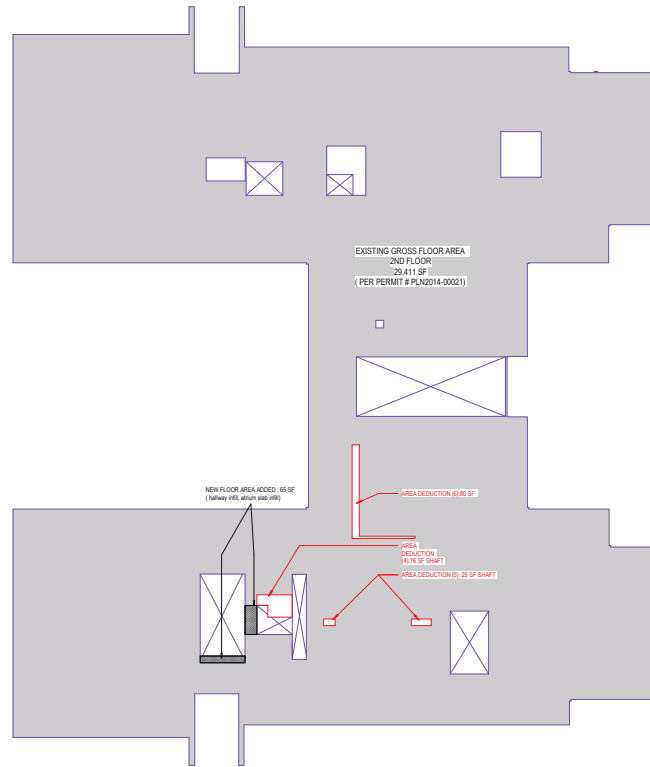 EXISTING GROSS FLOOR AREA
2ND FLOOR
29,411 SF
( PER PERMIT # PLN2014-00021)
NEW FLOOR AREA ADDED : 65 SF
( hallway infill, atrium slab infill)
AREA DEDUCTION (6):80 SF
AREA
DEDUCTION
(4):76 SF SHAFT
AREA DEDUCTION (5): 25 SF SHAFT